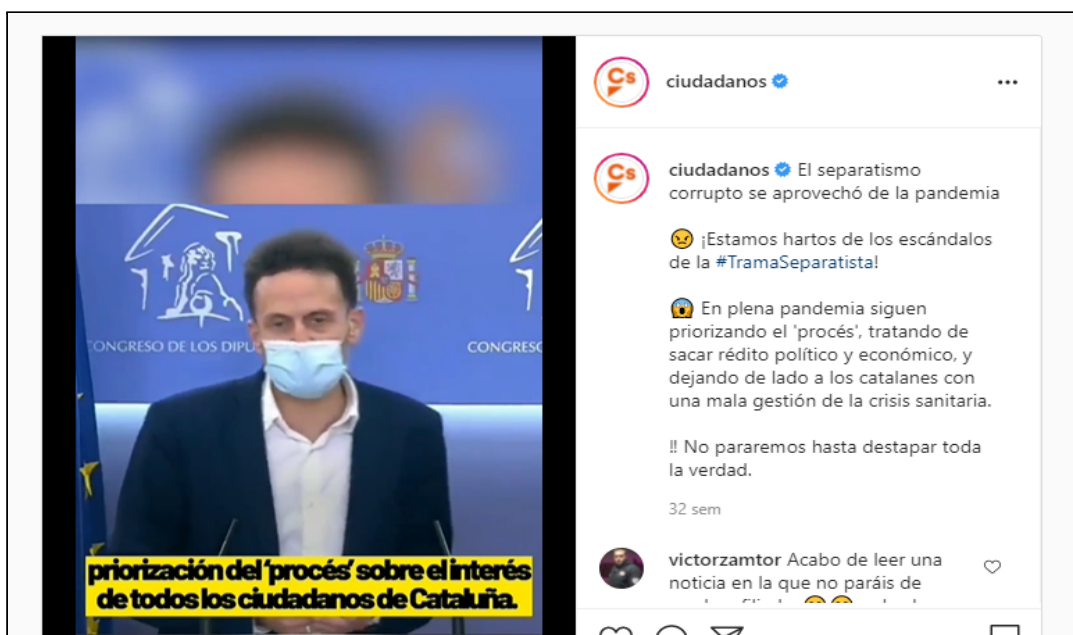 CONGRESO DE LOS DIPU
CONGRESO
priorización del 'procés' sobre el interés
de todos los ciudadanos de Cataluña.
Cs
ciudadanos
Cs
ciudadanos El separatismo
corrupto se aprovechó de la pandemia
😠 ¡Estamos hartos de los escándalos
de la #TramaSeparatista!
😱 En plena pandemia siguen
priorizando el 'procés', tratando de
sacar rédito político y económico, y
dejando de lado a los catalanes con
una mala gestión de la crisis sanitaria.
‼ No pararemos hasta destapar toda
la verdad.
32 sem
victorzamtor Acabo de leer una
noticia en la que no paráis de